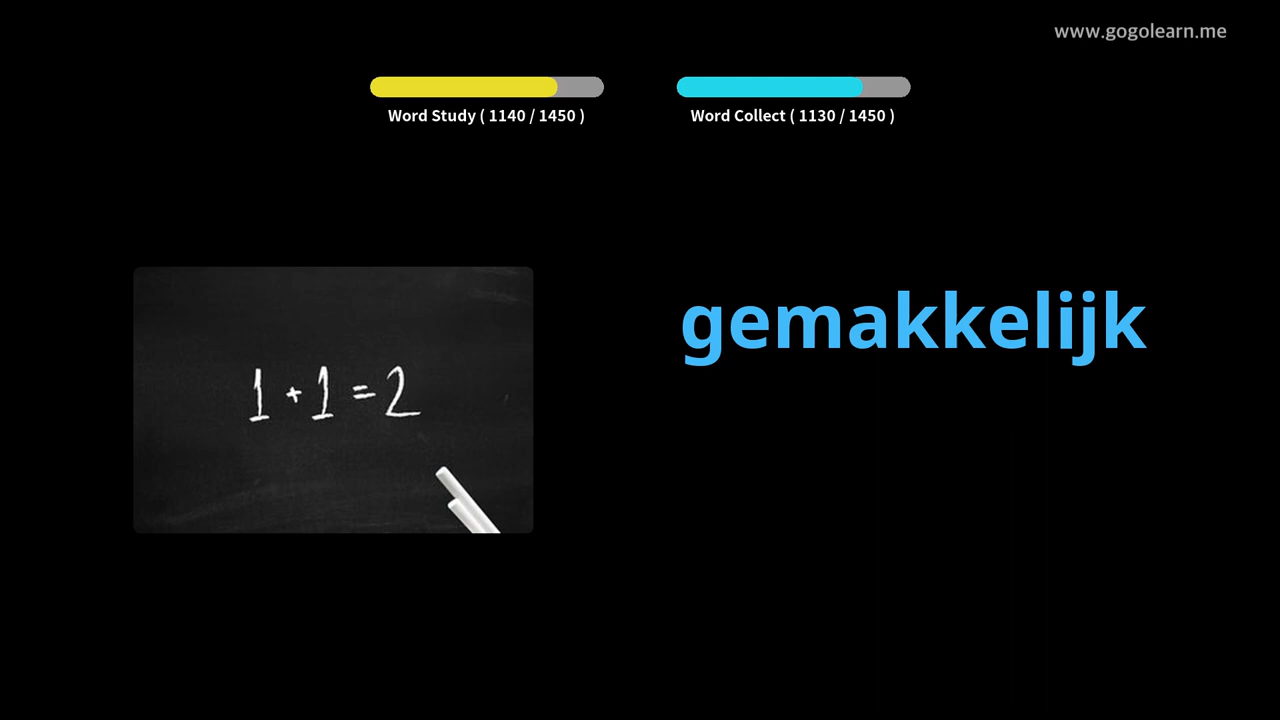 www.gogolearn.me
Word Study ( 1140 / 1450 )
Word Collect ( 1130 / 1450 )
gemakkelijk
1 + 1 = 2